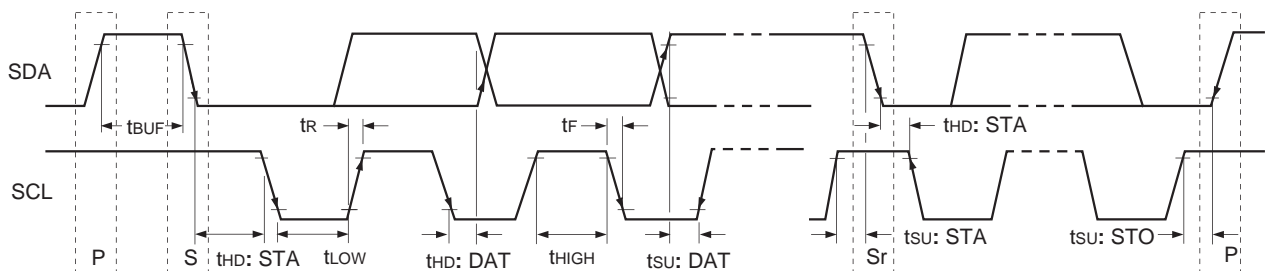 SDA
tBUF
tR
tF
tHD: STA
SCL
P
S
tHD: STA
tLOW
tHD: DAT
tHIGH
tSU: DAT
Sr
tSU: STA
tSU: STO
P